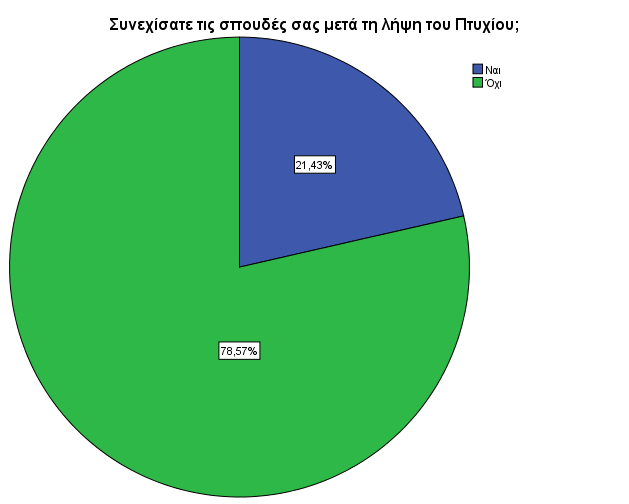 Συνεχίσατε τις σπουδές σας μετά τη λήψη του Πτυχίου;
Ναι
Όχι
21,43%
78,57%